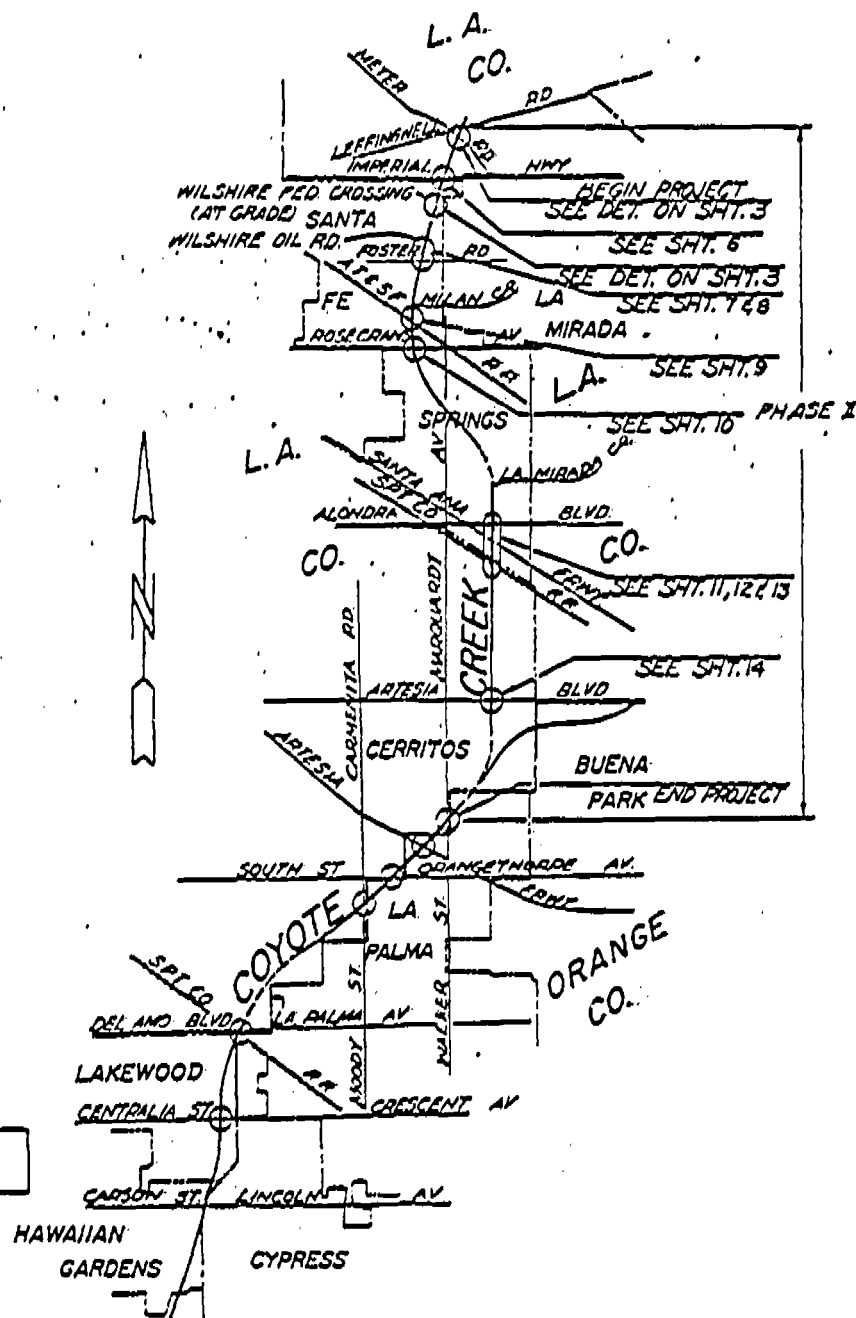 L. A.
CO.
METER
RD
LEFFINGWELL
RD
IMPERIAL HWY
WILSHIRE PED. CROSSING
(AT GRADE)
BEGIN PROJECT
SEE DET. ON SHT. 3
SANTA
WILSHIRE OIL RD.
SEE SHT. 6
FOSTER RD
SEE DET. ON SHT. 3
A T & S F
FE
MILAN CR
LA
SEE SHT. 7 & 8
MIRADA
ROSECRANS AV.
R R
SEE SHT. 9
L. A.
SPRINGS
SEE SHT. 10
PHASE II
L. A.
AV
LA MIRADA CR.
SANTA ANA
SPT CO
ALONDRA BLVD.
CO.
CO.
FRWY.
R.R.
SEE SHT. 11, 12 & 13
MARQUARDT
CREEK
CARMENITA RD.
SEE SHT. 14
ARTESIA BLVD
N
ARTESIA
CERRITOS
BUENA
PARK
END PROJECT
SOUTH ST
ORANGETHORPE AV.
FRWY
COYOTE
LA
PALMA
WALKER ST.
MOODY ST.
ORANGE
CO.
SPT CO
DEL AMO BLVD
LA PALMA AV
LAKEWOOD
R.R.
CENTRALIA ST
CRESCENT AV
CARSON ST.
LINCOLN AV
HAWAIIAN
GARDENS
CYPRESS